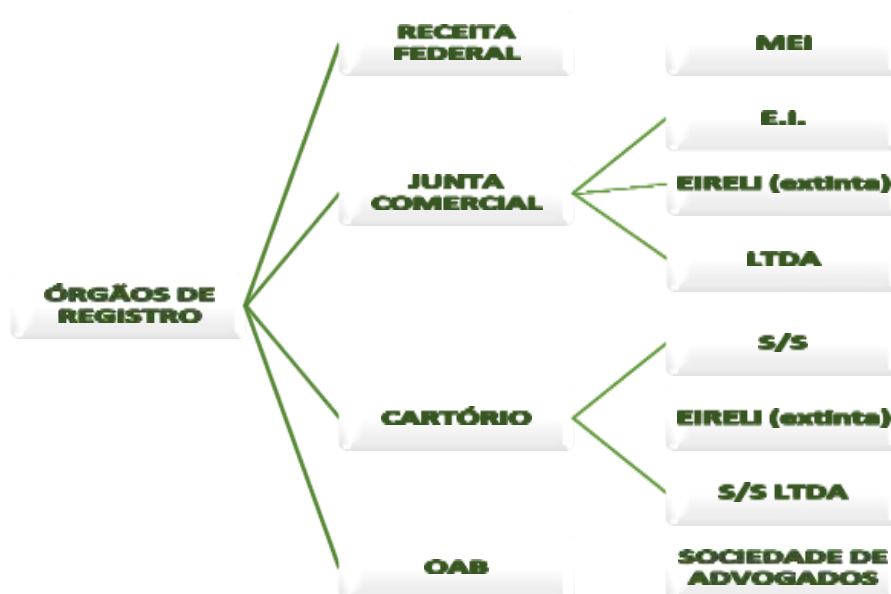 ÓRGÃOS DE
REGISTRO
RECEITA
FEDERAL
MEI
JUNTA
COMERCIAL
E.I.
EIRELI (extinta)
LTDA
CARTÓRIO
S/S
EIRELI (extinta)
S/S LTDA
OAB
SOCIEDADE DE
ADVOGADOS